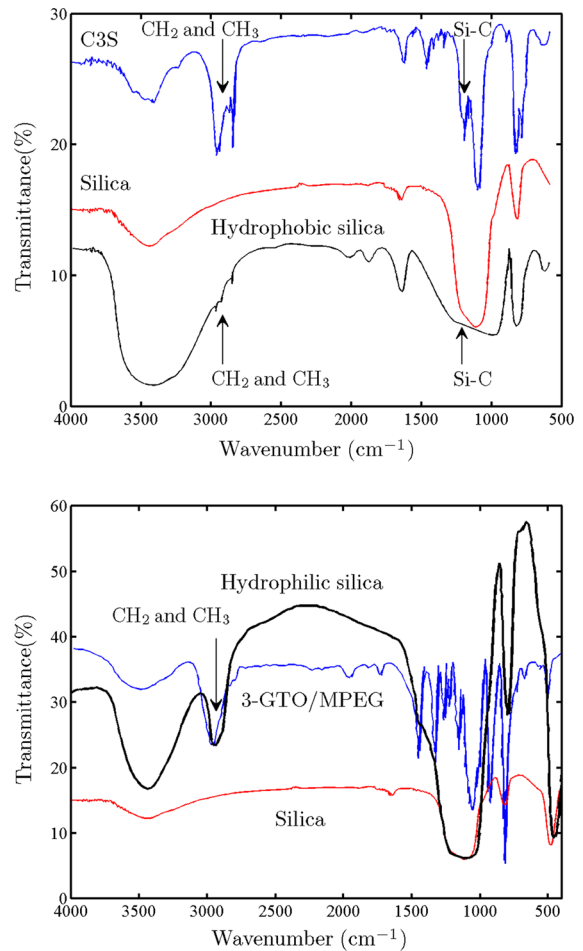 30
C3S
CH₂ and CH₃
Si-C
20
Transmittance(%)
Silica
Hydrophobic silica
10
CH₂ and CH₃
Si-C
0
4000 3500 3000 2500 2000 1500 1000 500
Wavenumber (cm⁻¹)
60
50
Hydrophilic silica
CH₂ and CH₃
40
Transmittance(%)
30
3-GTO/MPEG
20
Silica
10
0
4000 3500 3000 2500 2000 1500 1000 500
Wavenumber (cm⁻¹)